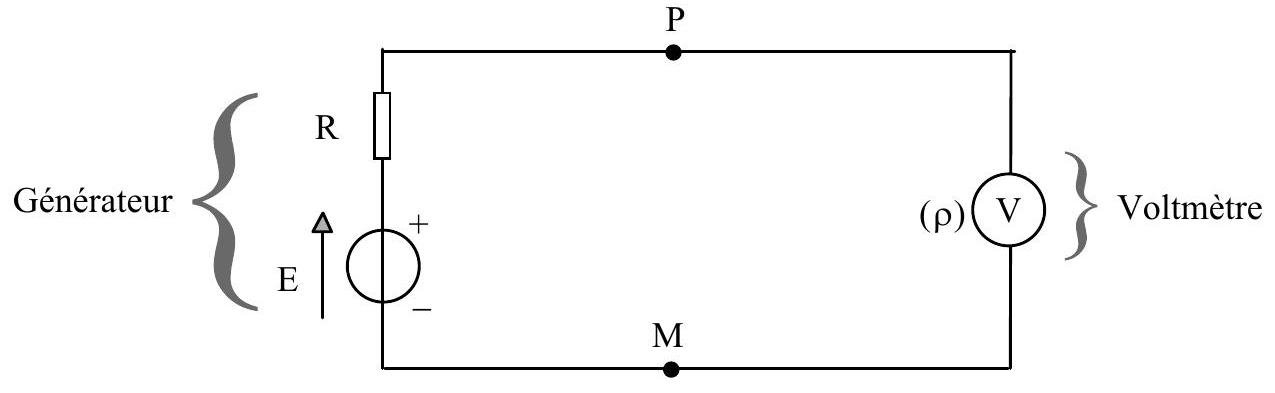 P
R
Générateur
(ρ) V
Voltmètre
+
E
−
M